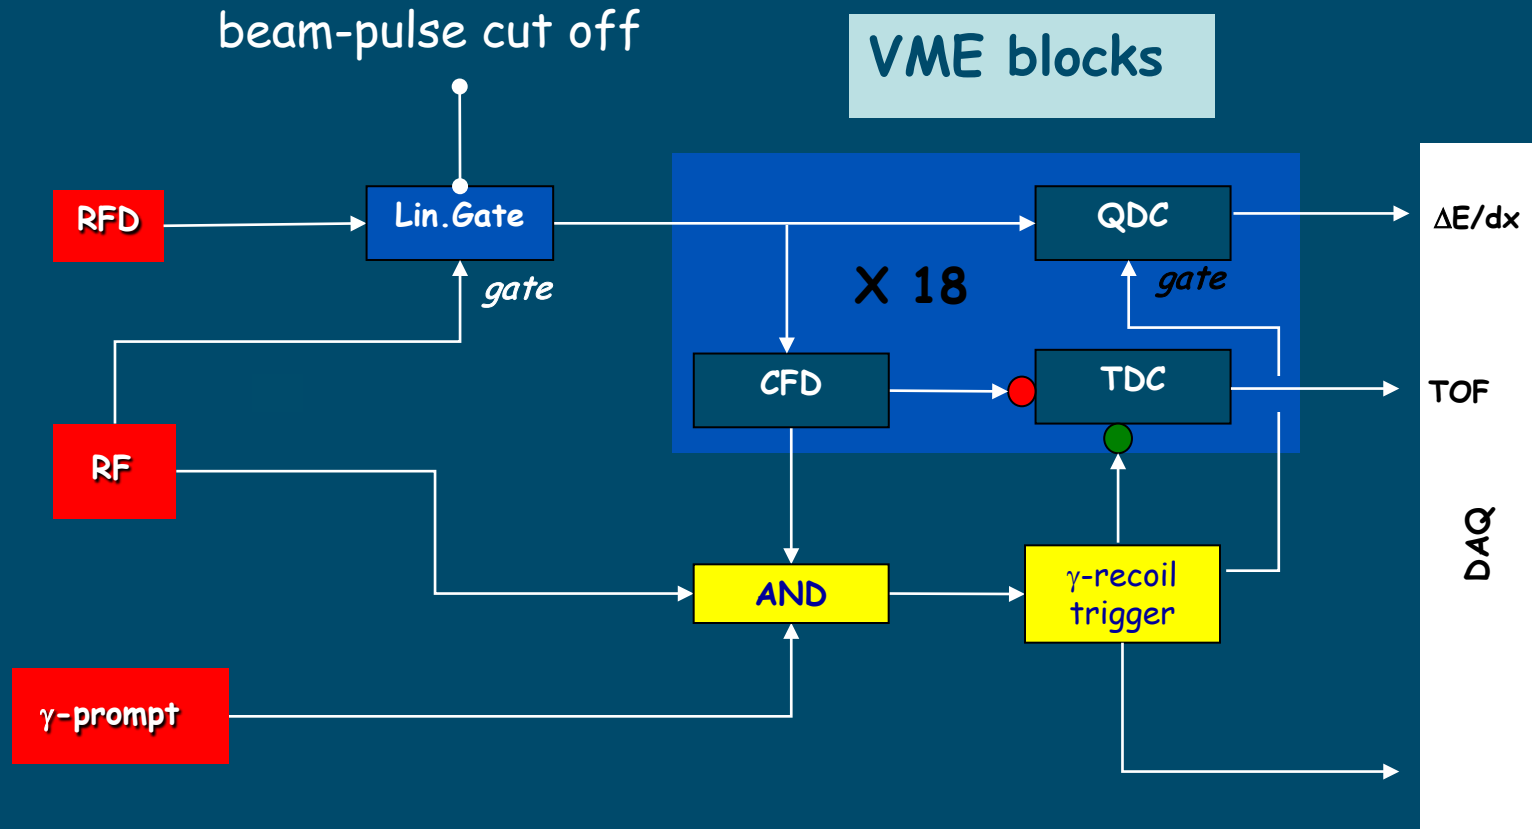 beam-pulse cut off
VME blocks
RFD
Lin.Gate
QDC
ΔE/dx
gate
X 18
gate
CFD
TDC
TOF
RF
DAQ
AND
γ-recoil
trigger
γ-prompt